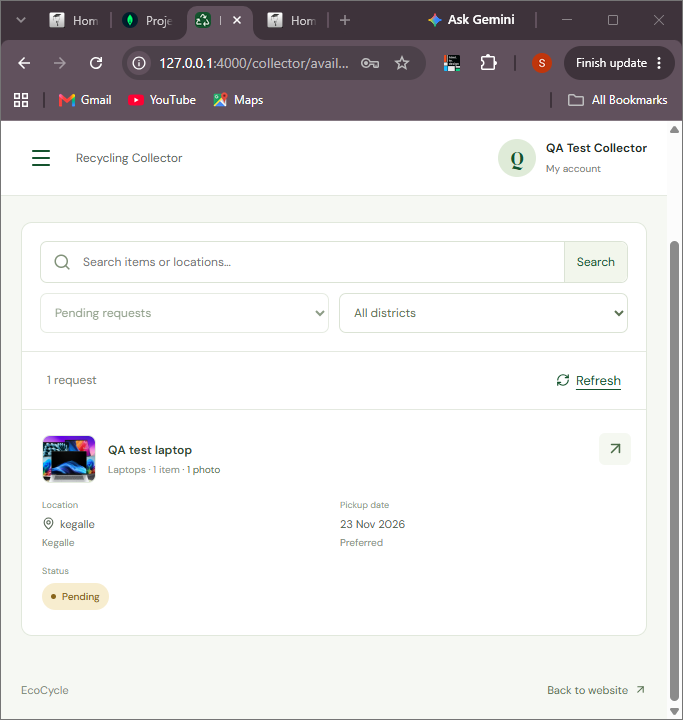 Hom
Proje
Hom
Ask Gemini
127.0.0.1:4000/collector/avail...
S
Finish update
Gmail
YouTube
Maps
All Bookmarks
Recycling Collector
Q
QA Test Collector
My account
Search items or locations...
Search
Pending requests
All districts
1 request
Refresh
QA test laptop
Laptops · 1 item · 1 photo
Location
Pickup date
kegalle
23 Nov 2026
Kegalle
Preferred
Status
Pending
EcoCycle
Back to website